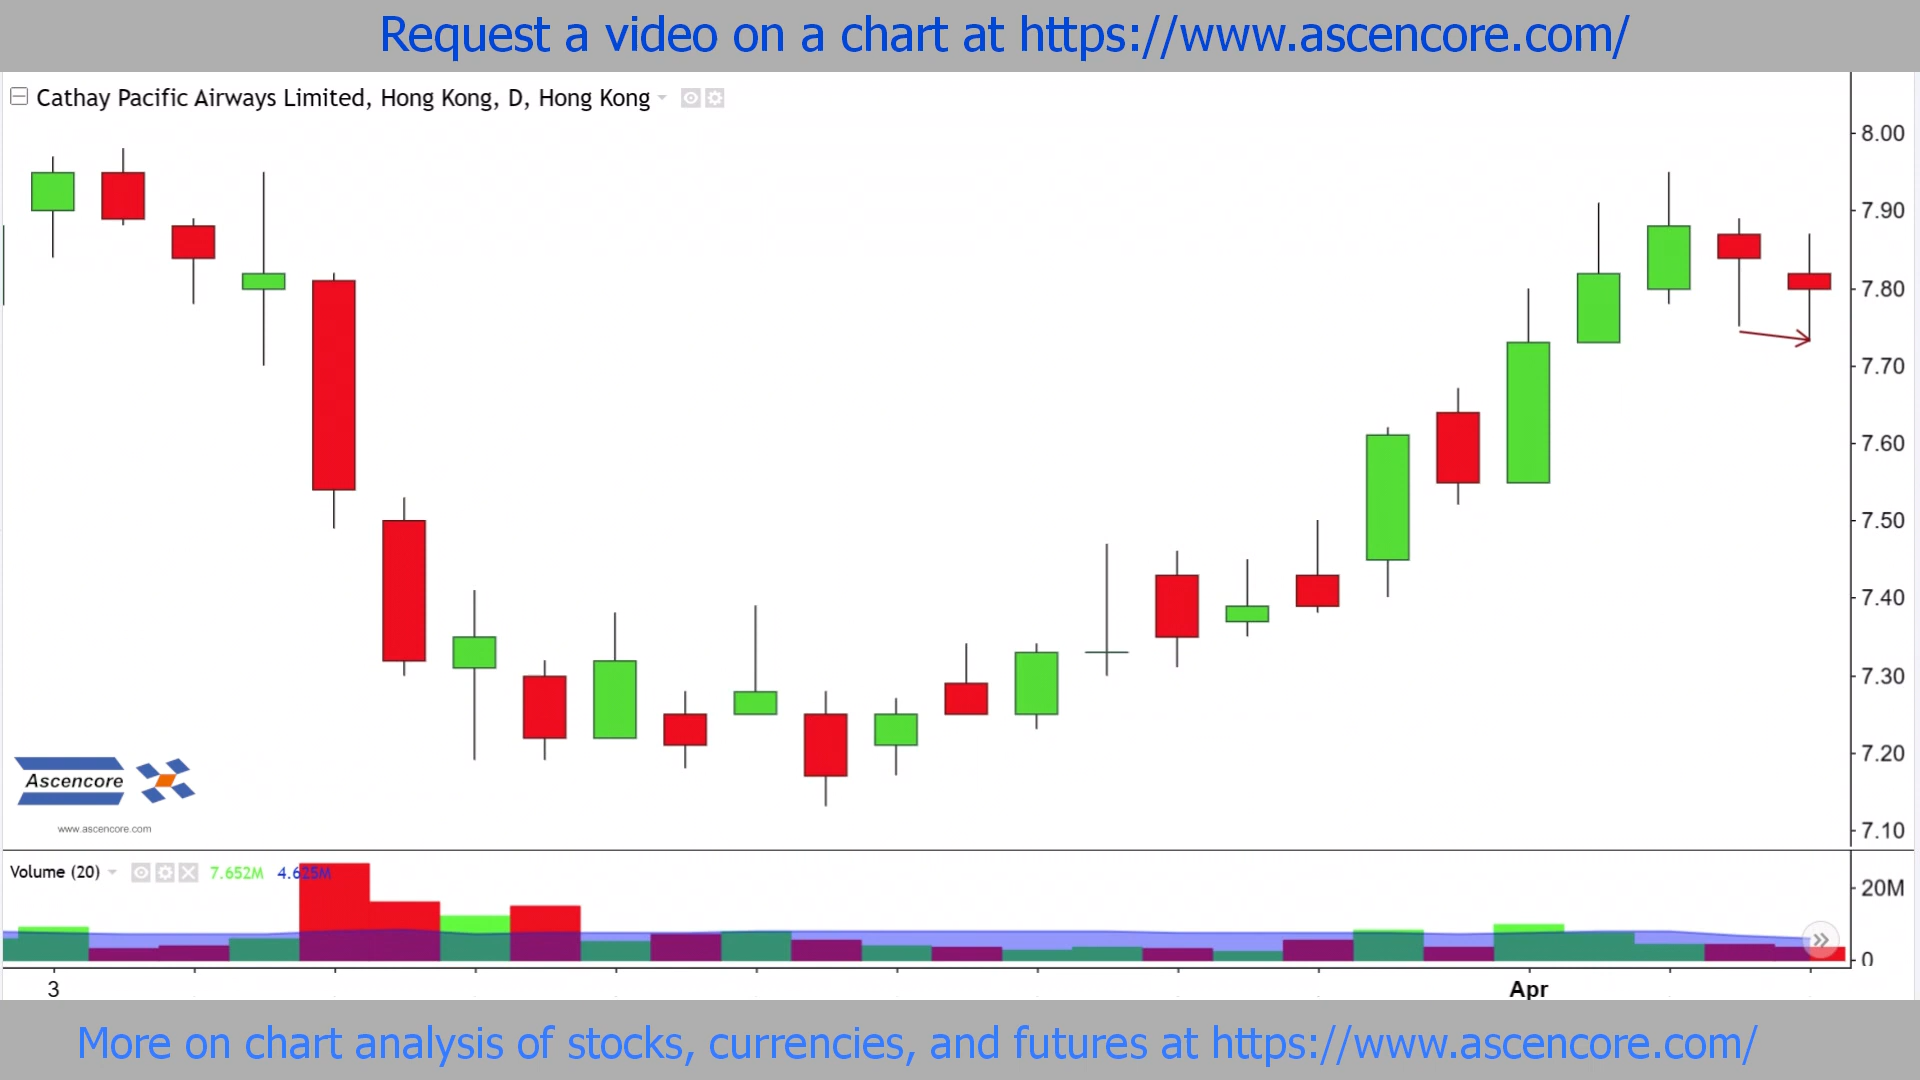 Request a video on a chart at https://www.ascencore.com/
Cathay Pacific Airways Limited, Hong Kong, D, Hong Kong
8.00
7.90
7.80
7.70
7.60
7.50
7.40
7.30
7.20
7.10
Ascencore
www.ascencore.com
Volume (20) 7.652M 4.625M
20M
0
3 Apr
More on chart analysis of stocks, currencies, and futures at https://www.ascencore.com/